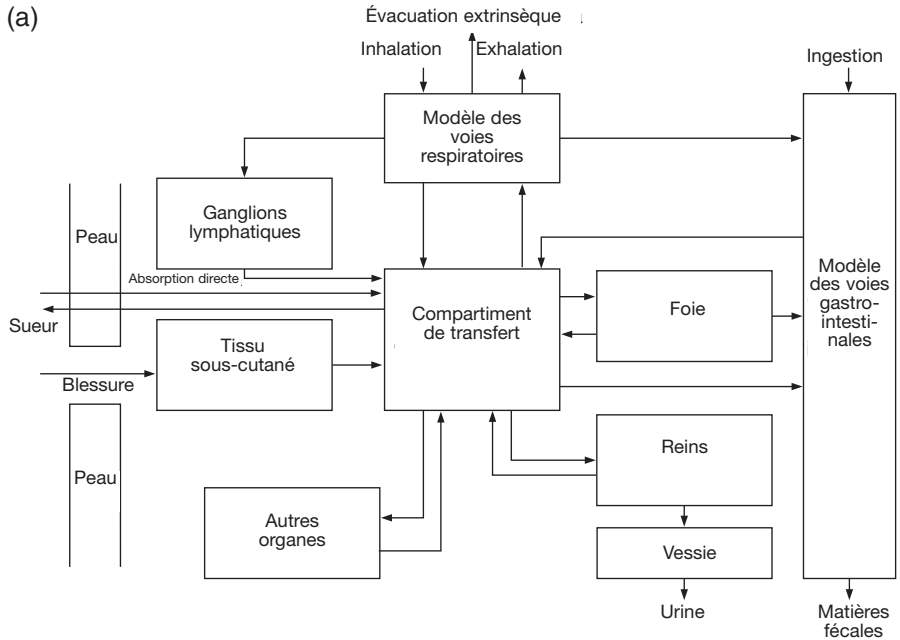 (a)
Évacuation extrinsèque
Inhalation
Exhalation
Ingestion
Modèle des
voies
respiratoires
Ganglions
lymphatiques
Peau
Absorption directe
Sueur
Compartiment
de transfert
Foie
Modèle
des voies
gastro-
intesti-
nales
Tissu
sous-cutané
Blessure
Peau
Reins
Autres
organes
Vessie
Urine
Matières
fécales